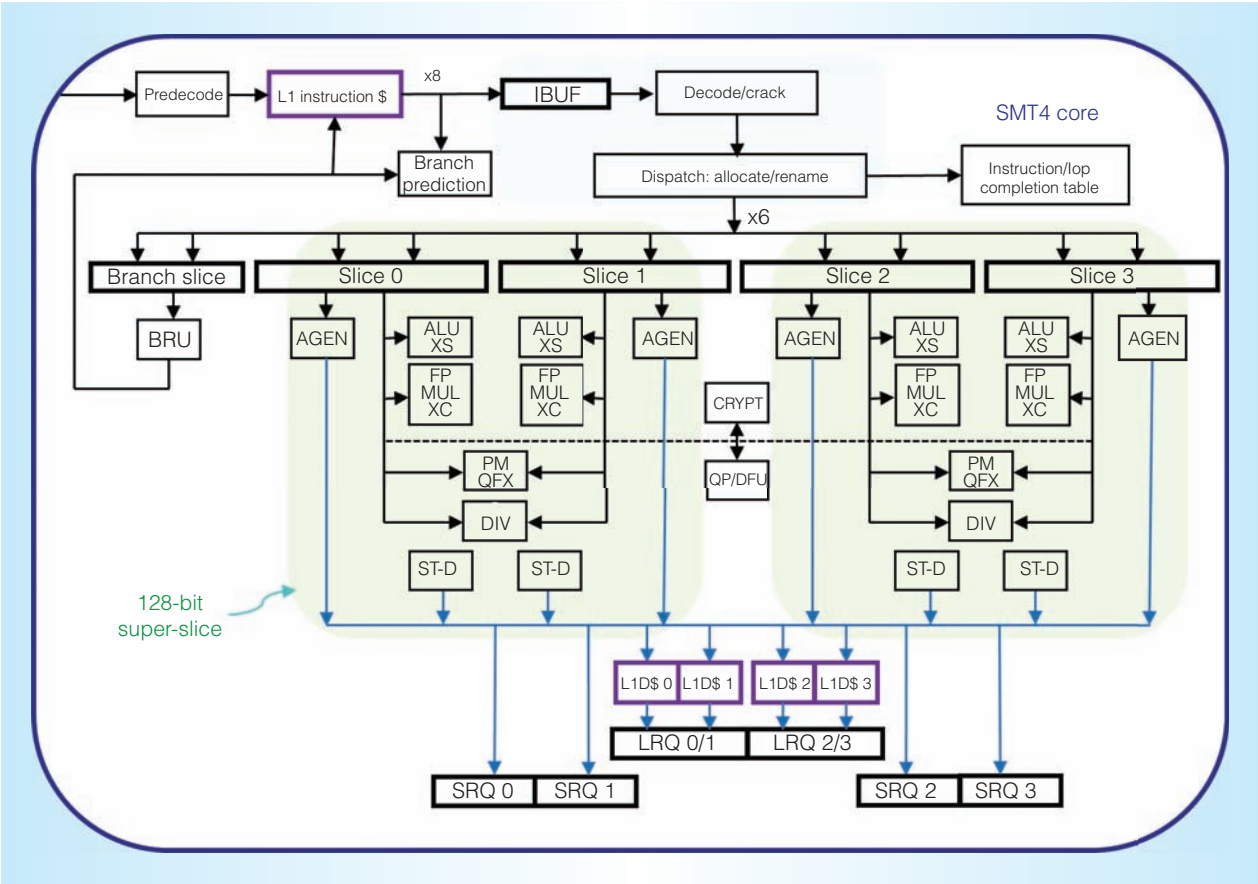 x8
Predecode
L1 instruction $
IBUF
Decode/crack
SMT4 core
Branch
prediction
Dispatch: allocate/rename
Instruction/Iop
completion table
x6
Branch slice
Slice 0
Slice 1
Slice 2
Slice 3
BRU
AGEN
ALU
XS
ALU
XS
AGEN
AGEN
ALU
XS
ALU
XS
AGEN
FP
MUL
XC
FP
MUL
XC
CRYPT
FP
MUL
XC
FP
MUL
XC
PM
QFX
QP/DFU
PM
QFX
DIV
DIV
ST-D
ST-D
ST-D
ST-D
128-bit
super-slice
L1D$ 0
L1D$ 1
L1D$ 2
L1D$ 3
LRQ 0/1
LRQ 2/3
SRQ 0
SRQ 1
SRQ 2
SRQ 3